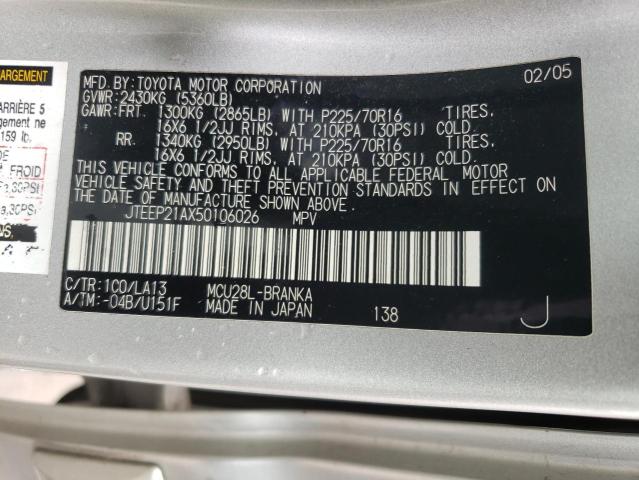 ARGEMENT
ARRIÈRE 5
rgement ne
159 lb.
DE
FROID
a,30PSI
a,30PSI
02/05
MFD. BY: TOYOTA MOTOR CORPORATION
GVWR: 2430KG (5360LB)
GAWR: FRT. 1300KG (2865LB) WITH P225/70R16 TIRES,
16X6 1/2JJ RIMS, AT 210KPA (30PSI) COLD.
RR. 1340KG (2950LB) WITH P225/70R16 TIRES,
16X6 1/2JJ RIMS, AT 210KPA (30PSI) COLD.
THIS VEHICLE CONFORMS TO ALL APPLICABLE FEDERAL MOTOR
VEHICLE SAFETY AND THEFT PREVENTION STANDARDS IN EFFECT ON
THE DATE OF MANUFACTURE SHOWN ABOVE.
JTEEP21AX50106026 MPV
C/TR: 1C0/LA13 MCU28L-BRANKA
A/TM: -04B/U151F MADE IN JAPAN 138 J